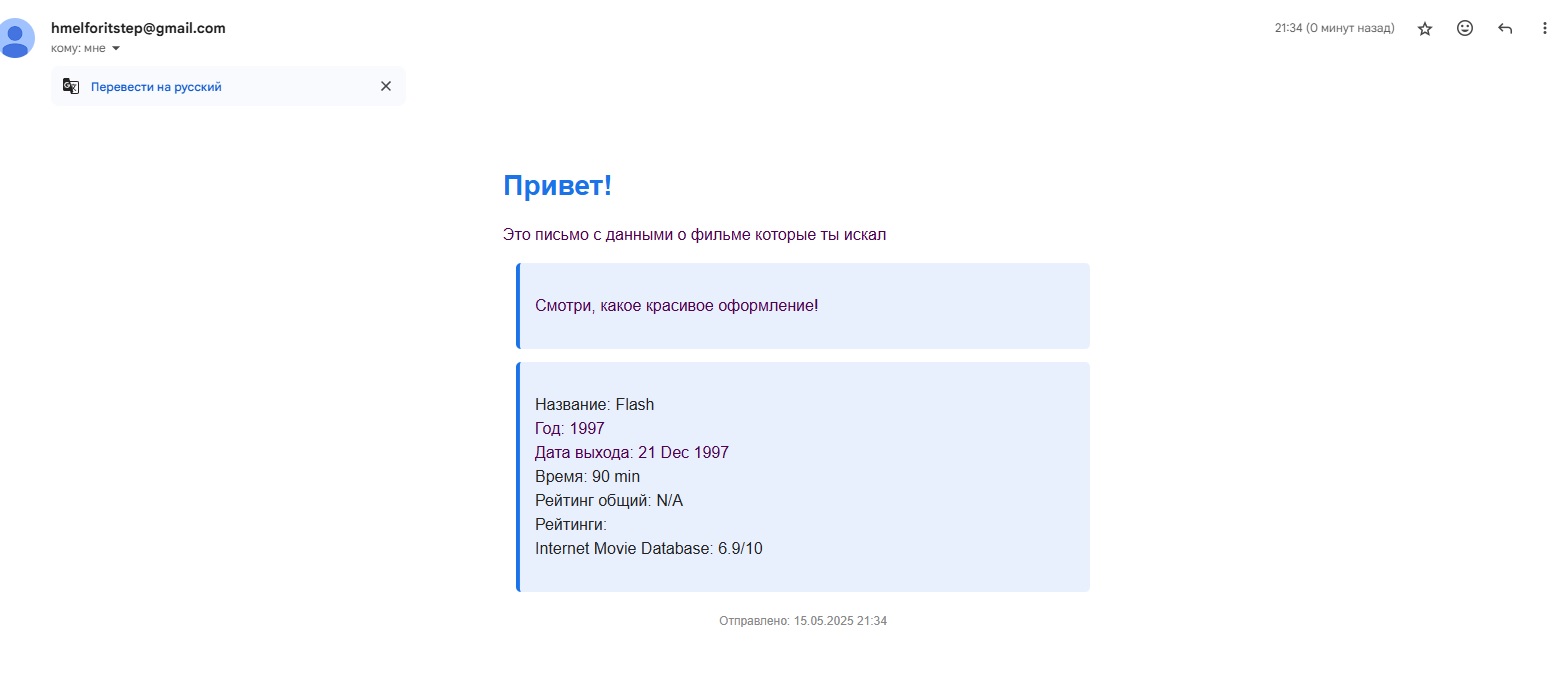 hmelforitstep@gmail.com
21:34 (0 минут назад)
кому: мне
Перевести на русский
Привет!
Это письмо с данными о фильме которые ты искал
Смотри, какое красивое оформление!
Название: Flash
Год: 1997
Дата выхода: 21 Dec 1997
Время: 90 min
Рейтинг общий: N/A
Рейтинги:
Internet Movie Database: 6.9/10
Отправлено: 15.05.2025 21:34